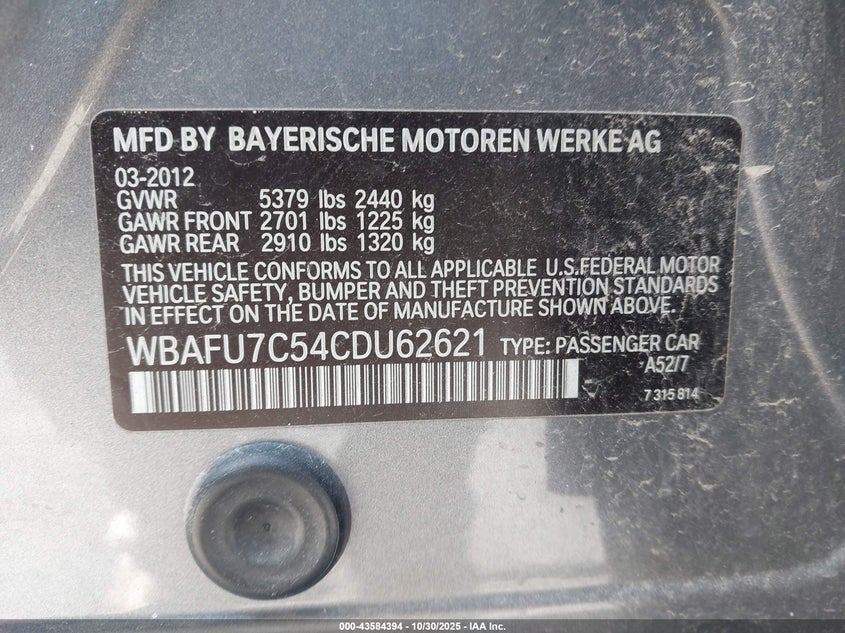 MFD BY BAYERISCHE MOTOREN WERKE AG
03-2012
GVWR 5379 lbs 2440 kg
GAWR FRONT 2701 lbs 1225 kg
GAWR REAR 2910 lbs 1320 kg
THIS VEHICLE CONFORMS TO ALL APPLICABLE U.S.FEDERAL MOTOR
VEHICLE SAFETY, BUMPER AND THEFT PREVENTION STANDARDS
IN EFFECT ON THE DATE OF MANUFACTURE SHOWN ABOVE.
WBAFU7C54CDU62621 TYPE: PASSENGER CAR
A52/7
7 315 814
000-43584394 | 10/30/2025 - IAA Inc.